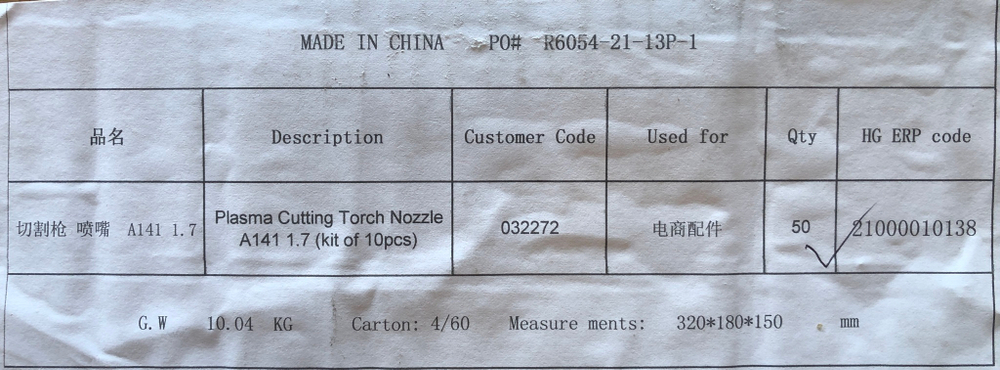 MADE IN CHINA PO# R6054-21-13P-1
品名 Description Customer Code Used for Qty HG ERP code
切割枪 喷嘴 A141 1.7 Plasma Cutting Torch Nozzle A141 1.7 (kit of 10pcs) 032272 电商配件 50 21000010138
G.W 10.04 KG Carton: 4/60 Measure ments: 320*180*150 mm